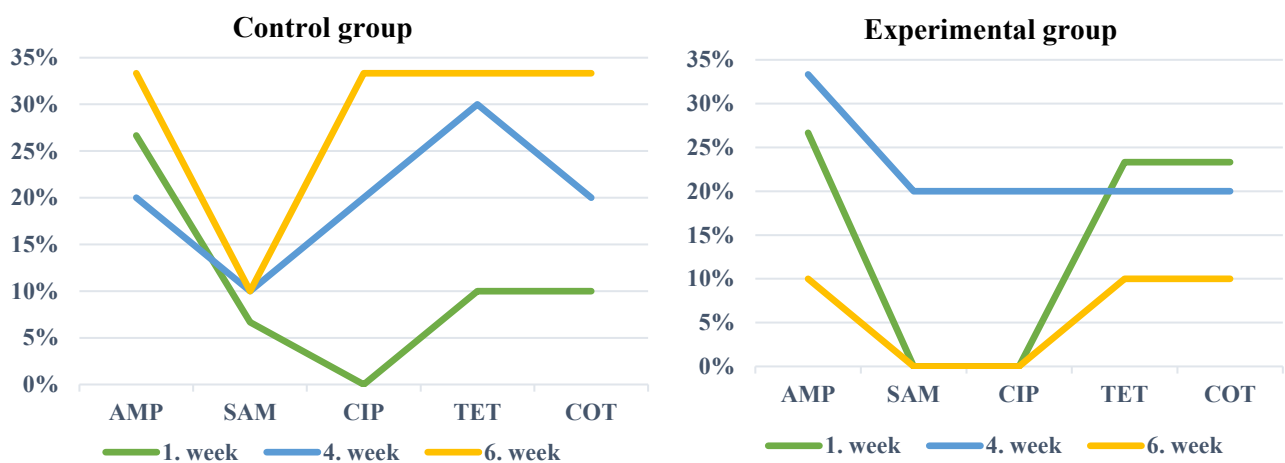 Control group
35%
30%
25%
20%
15%
10%
5%
0%
AMP SAM CIP TET COT
1. week 4. week 6. week
Experimental group
35%
30%
25%
20%
15%
10%
5%
0%
AMP SAM CIP TET COT
1. week 4. week 6. week